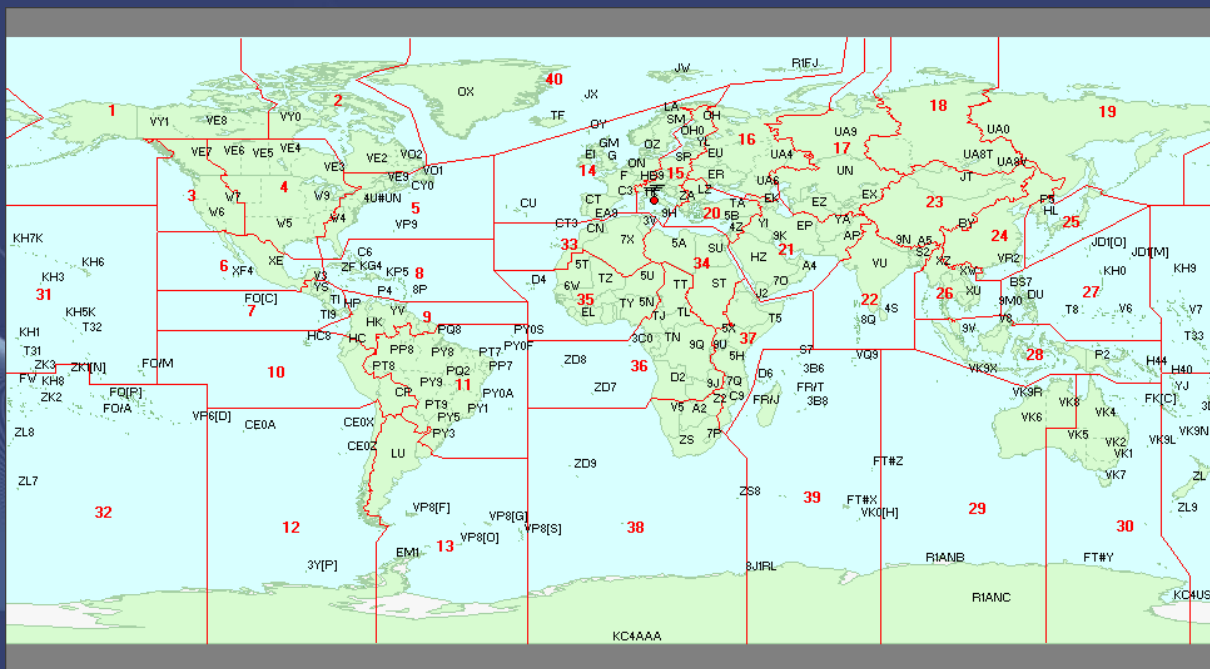 R1FJ
JW
40
OX
JX
18
2
1
19
TF
LA
OH
VY1
VE8
VY0
SM
OY
OH0
UA9
UA0
16
GM
OZ
YL
17
VE7
VE6
VE5
VE4
VE2
VO2
EI
G
SP
EU
UA4
UA8T
UA8V
VE3
VO1
14
ON
F
HB9
15
ER
UN
JT
VE9
CY0
UA6
3
W7
4
W9
4U#UN
C3
LZ
ZA
EK
EZ
EX
23
CU
CT
TA
HL
W6
W5
W4
5
EA9
9H
20
5B
24
25
VP9
CT3
CN
3V
4Z
YI
EP
YA
BY
KH7K
33
7X
5A
SU
9K
21
AP
9N
A5
S2
XZ
VR2
JD1[O]
JD1[M]
KH6
6
XF4
XE
C6
ZF
KG4
8
KP5
34
HZ
VU
XW
KH0
KH9
KH3
31
V3
YS
8P
D4
5T
TZ
5U
TT
ST
7O
A4
22
4S
26
XU
BS7
DU
27
FO[C]
7
TI
HP
P4
6W
35
EL
TY
5N
J2
8Q
9M0
T8
V6
V7
KH5K
T32
TI9
YV
9
TJ
TL
T5
V8
KH1
HK
PQ8
PY0S
5X
37
9V
T33
T31
HC8
HC
3C0
TN
9Q
9U
5H
S7
VQ9
28
P2
H44
ZK3
ZK1[N]
FO/M
10
PP8
PY8
PT7
PY0F
ZD8
36
3B6
VK9X
H40
FW
KH8
PT8
PQ2
PP7
D2
9J
7Q
D6
FR/T
YJ
ZK2
FO[P]
FO/A
CP
PY9
11
PY0A
ZD7
Z2
C9
FR/J
3B8
VK9R
VK8
VK4
FK[C]
VP6[D]
PT9
PY1
V5
A2
VK6
ZL8
CE0A
CE0X
PY5
PY3
ZS
7P
VK5
VK2
VK9L
VK9N
CE0Z
LU
VK1
ZD9
FT#Z
VK7
ZL
ZL7
ZS8
39
FT#X
VK0[H]
29
ZL9
32
12
VP8[F]
VP8[G]
VP8[S]
38
30
13
VP8[O]
EM1
3Y[P]
8J1RL
R1ANB
FT#Y
R1ANC
KC4US
KC4AAA